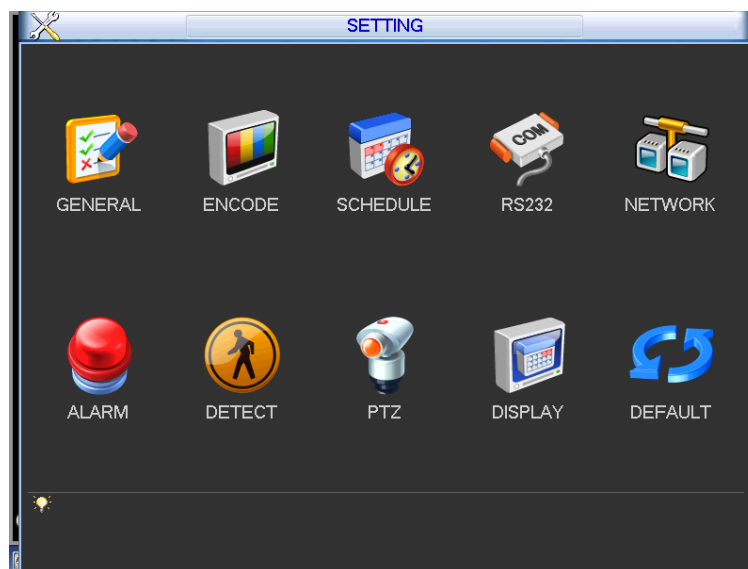 SETTING
COM
GENERAL ENCODE SCHEDULE RS232 NETWORK
ALARM DETECT PTZ DISPLAY DEFAULT